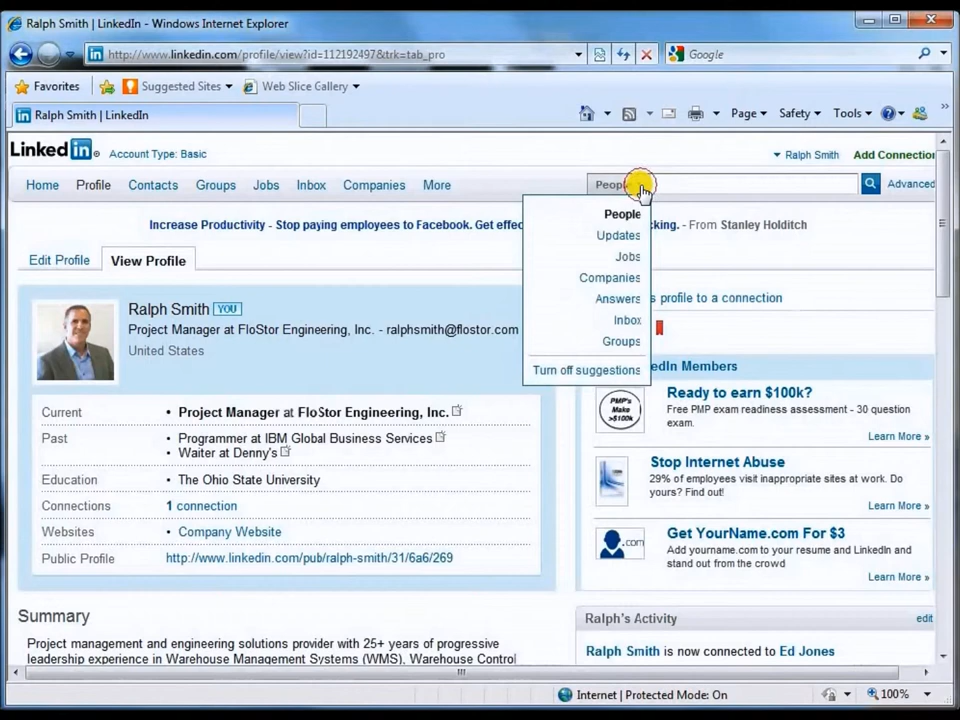 Ralph Smith | LinkedIn - Windows Internet Explorer
http://www.linkedin.com/profile/view?id=112192497&trk=tab_pro
Google
Favorites
Suggested Sites
Web Slice Gallery
Ralph Smith | LinkedIn
Page
Safety
Tools
Linked in
Account Type: Basic
Ralph Smith
Add Connection
Home
Profile
Contacts
Groups
Jobs
Inbox
Companies
More
People
Advanced
Increase Productivity - Stop paying employees to Facebook. Get effec
king. - From Stanley Holditch
People
Updates
Jobs
Companies
Answers
Inbox
Groups
Turn off suggestions
Edit Profile
View Profile
s profile to a connection
Ralph Smith YOU
Project Manager at FloStor Engineering, Inc. - ralphsmith@flostor.com
United States
edIn Members
Current
• Project Manager at FloStor Engineering, Inc.
Past
• Programmer at IBM Global Business Services
• Waiter at Denny's
Education
• The Ohio State University
Connections
1 connection
Websites
• Company Website
Public Profile
http://www.linkedin.com/pub/ralph-smith/31/6a6/269
PMP's
Make
>$100k!
Ready to earn $100k?
Free PMP exam readiness assessment - 30 question
exam.
Learn More »
Stop Internet Abuse
29% of employees visit inappropriate sites at work. Do
yours? Find out!
Learn More »
.com
Get YourName.com For $3
Add yourname.com to your resume and LinkedIn and
stand out from the crowd
Learn More »
Summary
Project management and engineering solutions provider with 25+ years of progressive
leadership experience in Warehouse Management Systems (WMS), Warehouse Control
Ralph's Activity
edit
Ralph Smith is now connected to Ed Jones
Internet | Protected Mode: On
100%